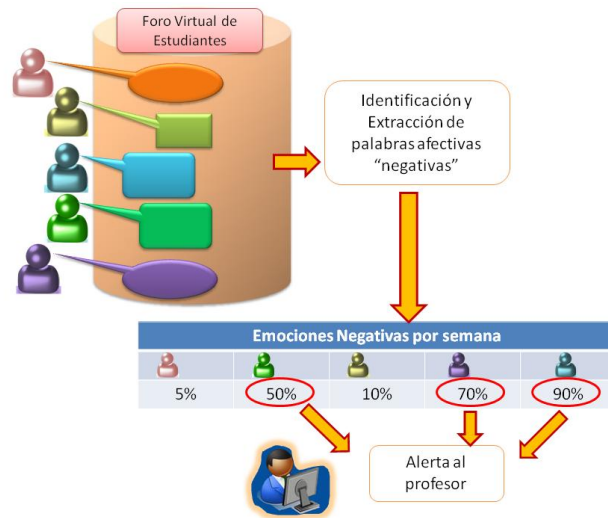 Foro Virtual de
Estudiantes
Identificación y
Extracción de
palabras afectivas
“negativas”
Emociones Negativas por semana
5% 50% 10% 70% 90%
Alerta al
profesor